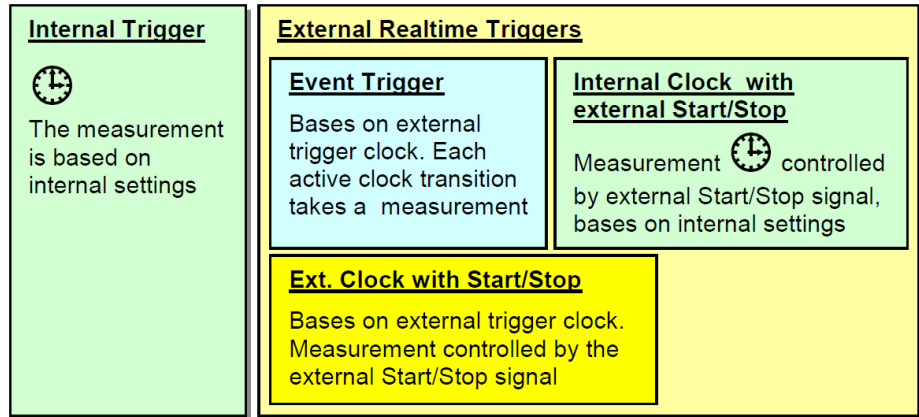 Internal Trigger
The measurement
is based on
internal settings
External Realtime Triggers
Event Trigger
Bases on external
trigger clock. Each
active clock transition
takes a measurement
Internal Clock with
external Start/Stop
Measurement controlled
by external Start/Stop signal,
bases on internal settings
Ext. Clock with Start/Stop
Bases on external trigger clock.
Measurement controlled by the
external Start/Stop signal